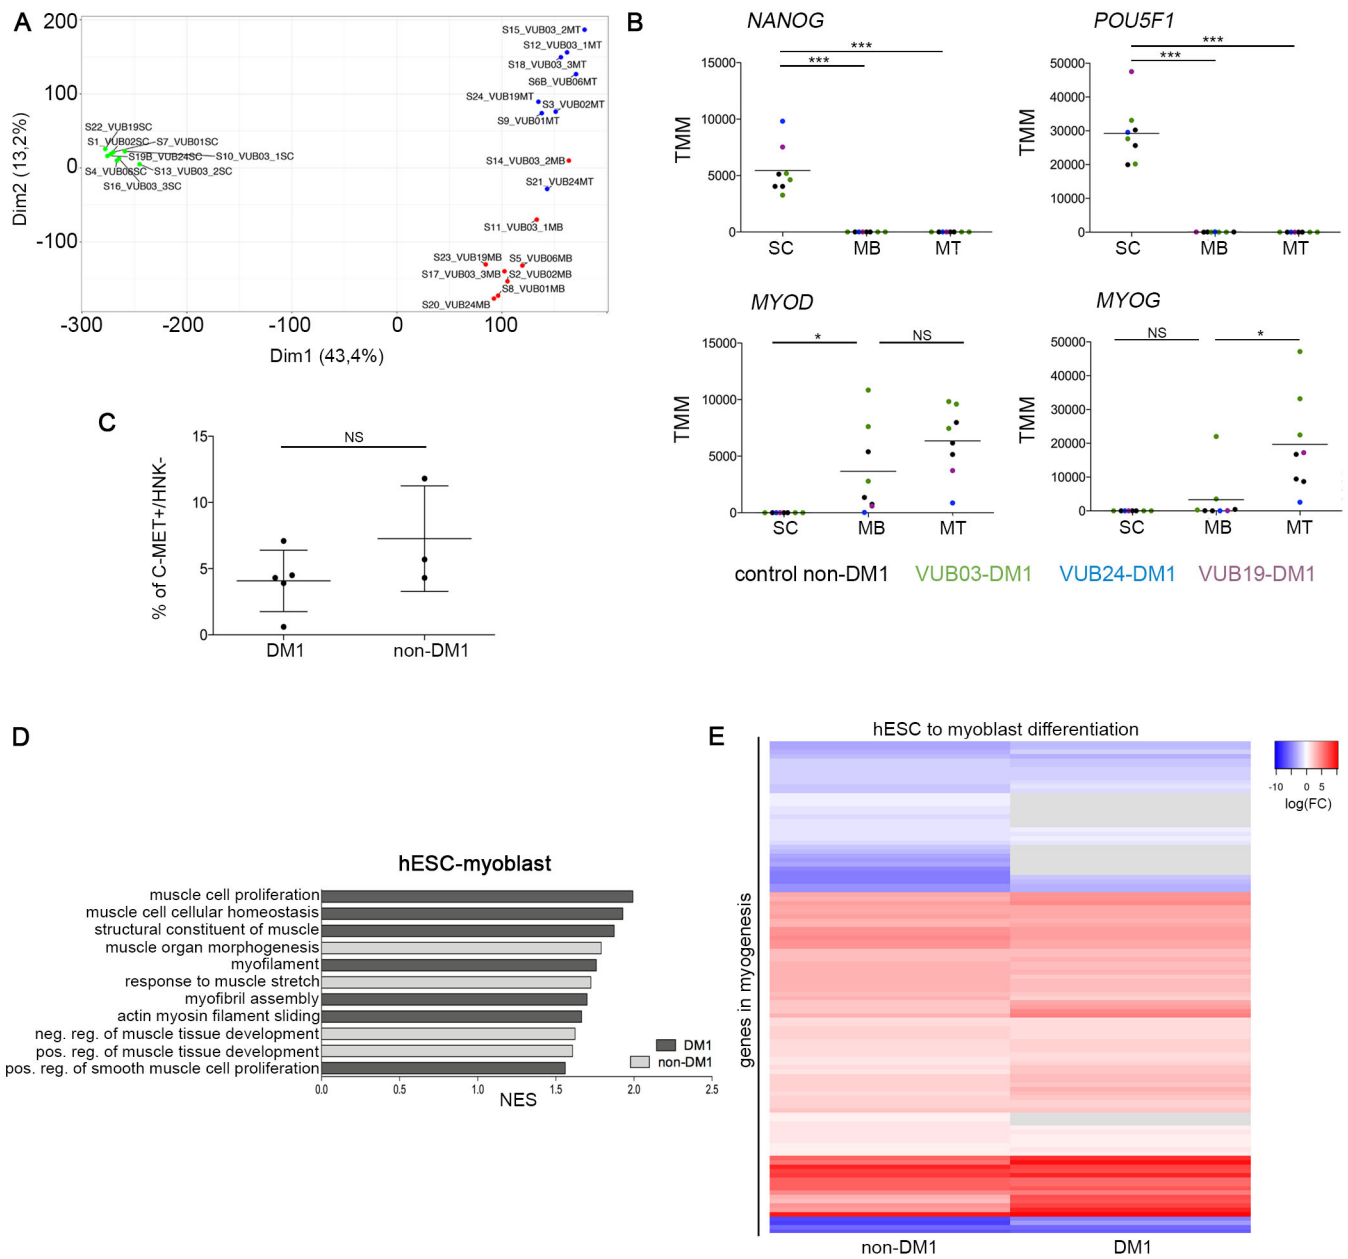 A
200
100
0
-100
-300
-200
-100
0
100
Dim2 (13,2%)
Dim1 (43,4%)
S15_VUB03_2MT
S12_VUB03_1MT
S18_VUB03_3MT
S6B_VUB06MT
S24_VUB19MT
S3_VUB02MT
S9_VUB01MT
S22_VUB19SC
S1_VUB02SC
S7_VUB01SC
S19B_VUB24SC
S10_VUB03_1SC
S4_VUB06SC
S13_VUB03_2SC
S16_VUB03_3SC
S14_VUB03_2MB
S21_VUB24MT
S11_VUB03_1MB
S23_VUB19MB
S5_VUB06MB
S17_VUB03_3MB
S2_VUB02MB
S8_VUB01MB
S20_VUB24MB
B
NANOG
***
***
15000
10000
5000
0
TMM
SC MB MT
POU5F1
***
***
50000
40000
30000
20000
10000
0
TMM
SC MB MT
MYOD
* NS
15000
10000
5000
0
TMM
SC MB MT
MYOG
NS *
50000
40000
30000
20000
10000
0
TMM
SC MB MT
control non-DM1 VUB03-DM1 VUB24-DM1 VUB19-DM1
C
NS
15
10
5
0
% of C-MET+/HNK-
DM1 non-DM1
D
hESC-myoblast
muscle cell proliferation
muscle cell cellular homeostasis
structural constituent of muscle
muscle organ morphogenesis
myofilament
response to muscle stretch
myofibril assembly
actin myosin filament sliding
neg. reg. of muscle tissue development
pos. reg. of muscle tissue development
pos. reg. of smooth muscle cell proliferation
DM1
non-DM1
0.0 0.5 1.0 1.5 2.0 2.5
NES
E
hESC to myoblast differentiation
genes in myogenesis
-10 0 5
log(FC)
non-DM1 DM1